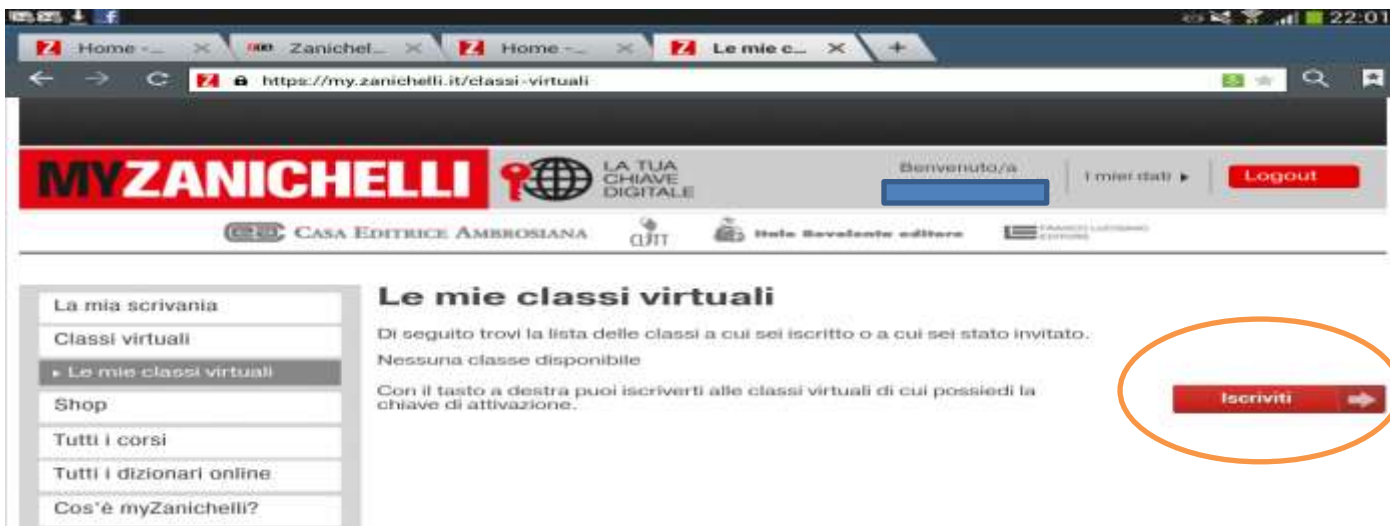 22:01
Home -... Zanichel... Home -... Le mie c...
https://my.zanichelli.it/classi-virtuali
MYZANICHELLI
LA TUA
CHIAVE
DIGITALE
Benvenuto/a
I miei dati
Logout
CASA EDITRICE AMBROSIANA
Italo Bovolenta editore
La mia scrivania
Classi virtuali
Le mie classi virtuali
Shop
Tutti i corsi
Tutti i dizionari online
Cos'è myZanichelli?
Le mie classi virtuali
Di seguito trovi la lista delle classi a cui sei iscritto o a cui sei stato invitato.
Nessuna classe disponibile
Con il tasto a destra puoi iscriverti alle classi virtuali di cui possiedi la
chiave di attivazione.
Iscriviti